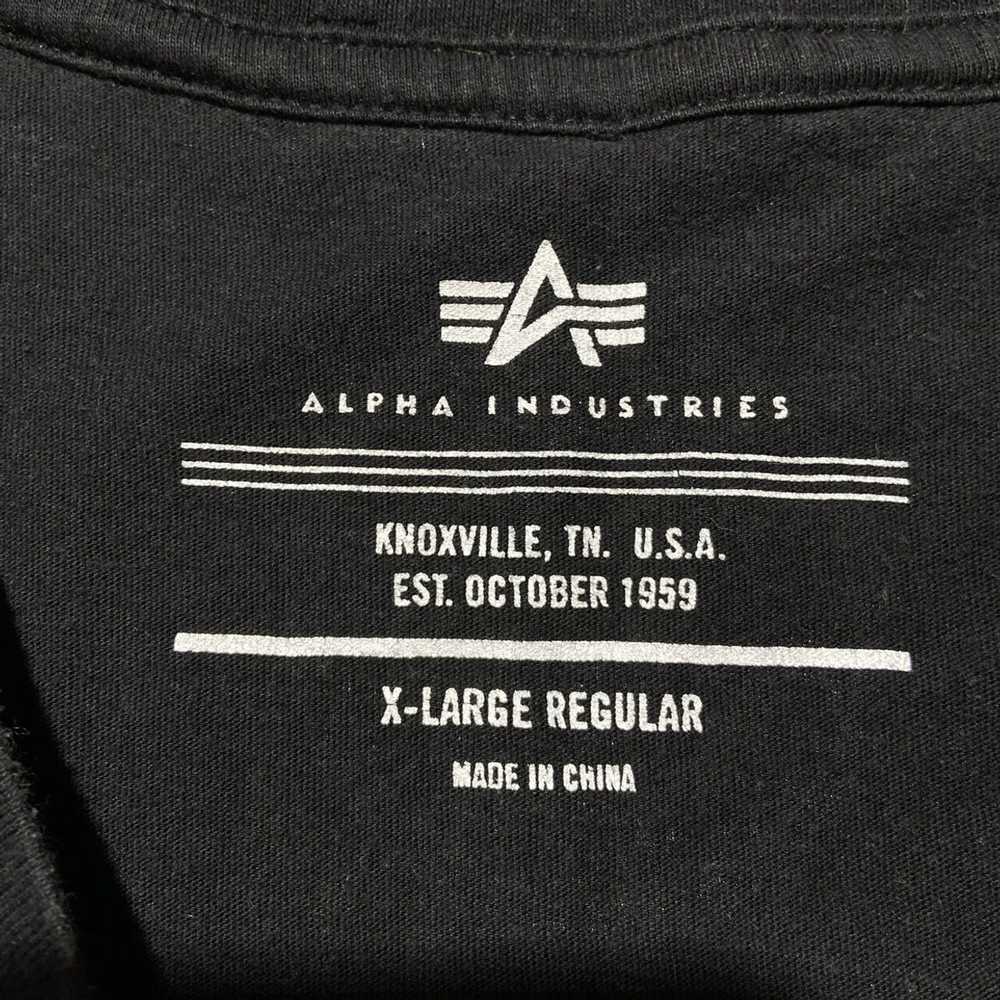 ALPHA INDUSTRIES
KNOXVILLE, TN. U.S.A.
EST. OCTOBER 1959
X-LARGE REGULAR
MADE IN CHINA